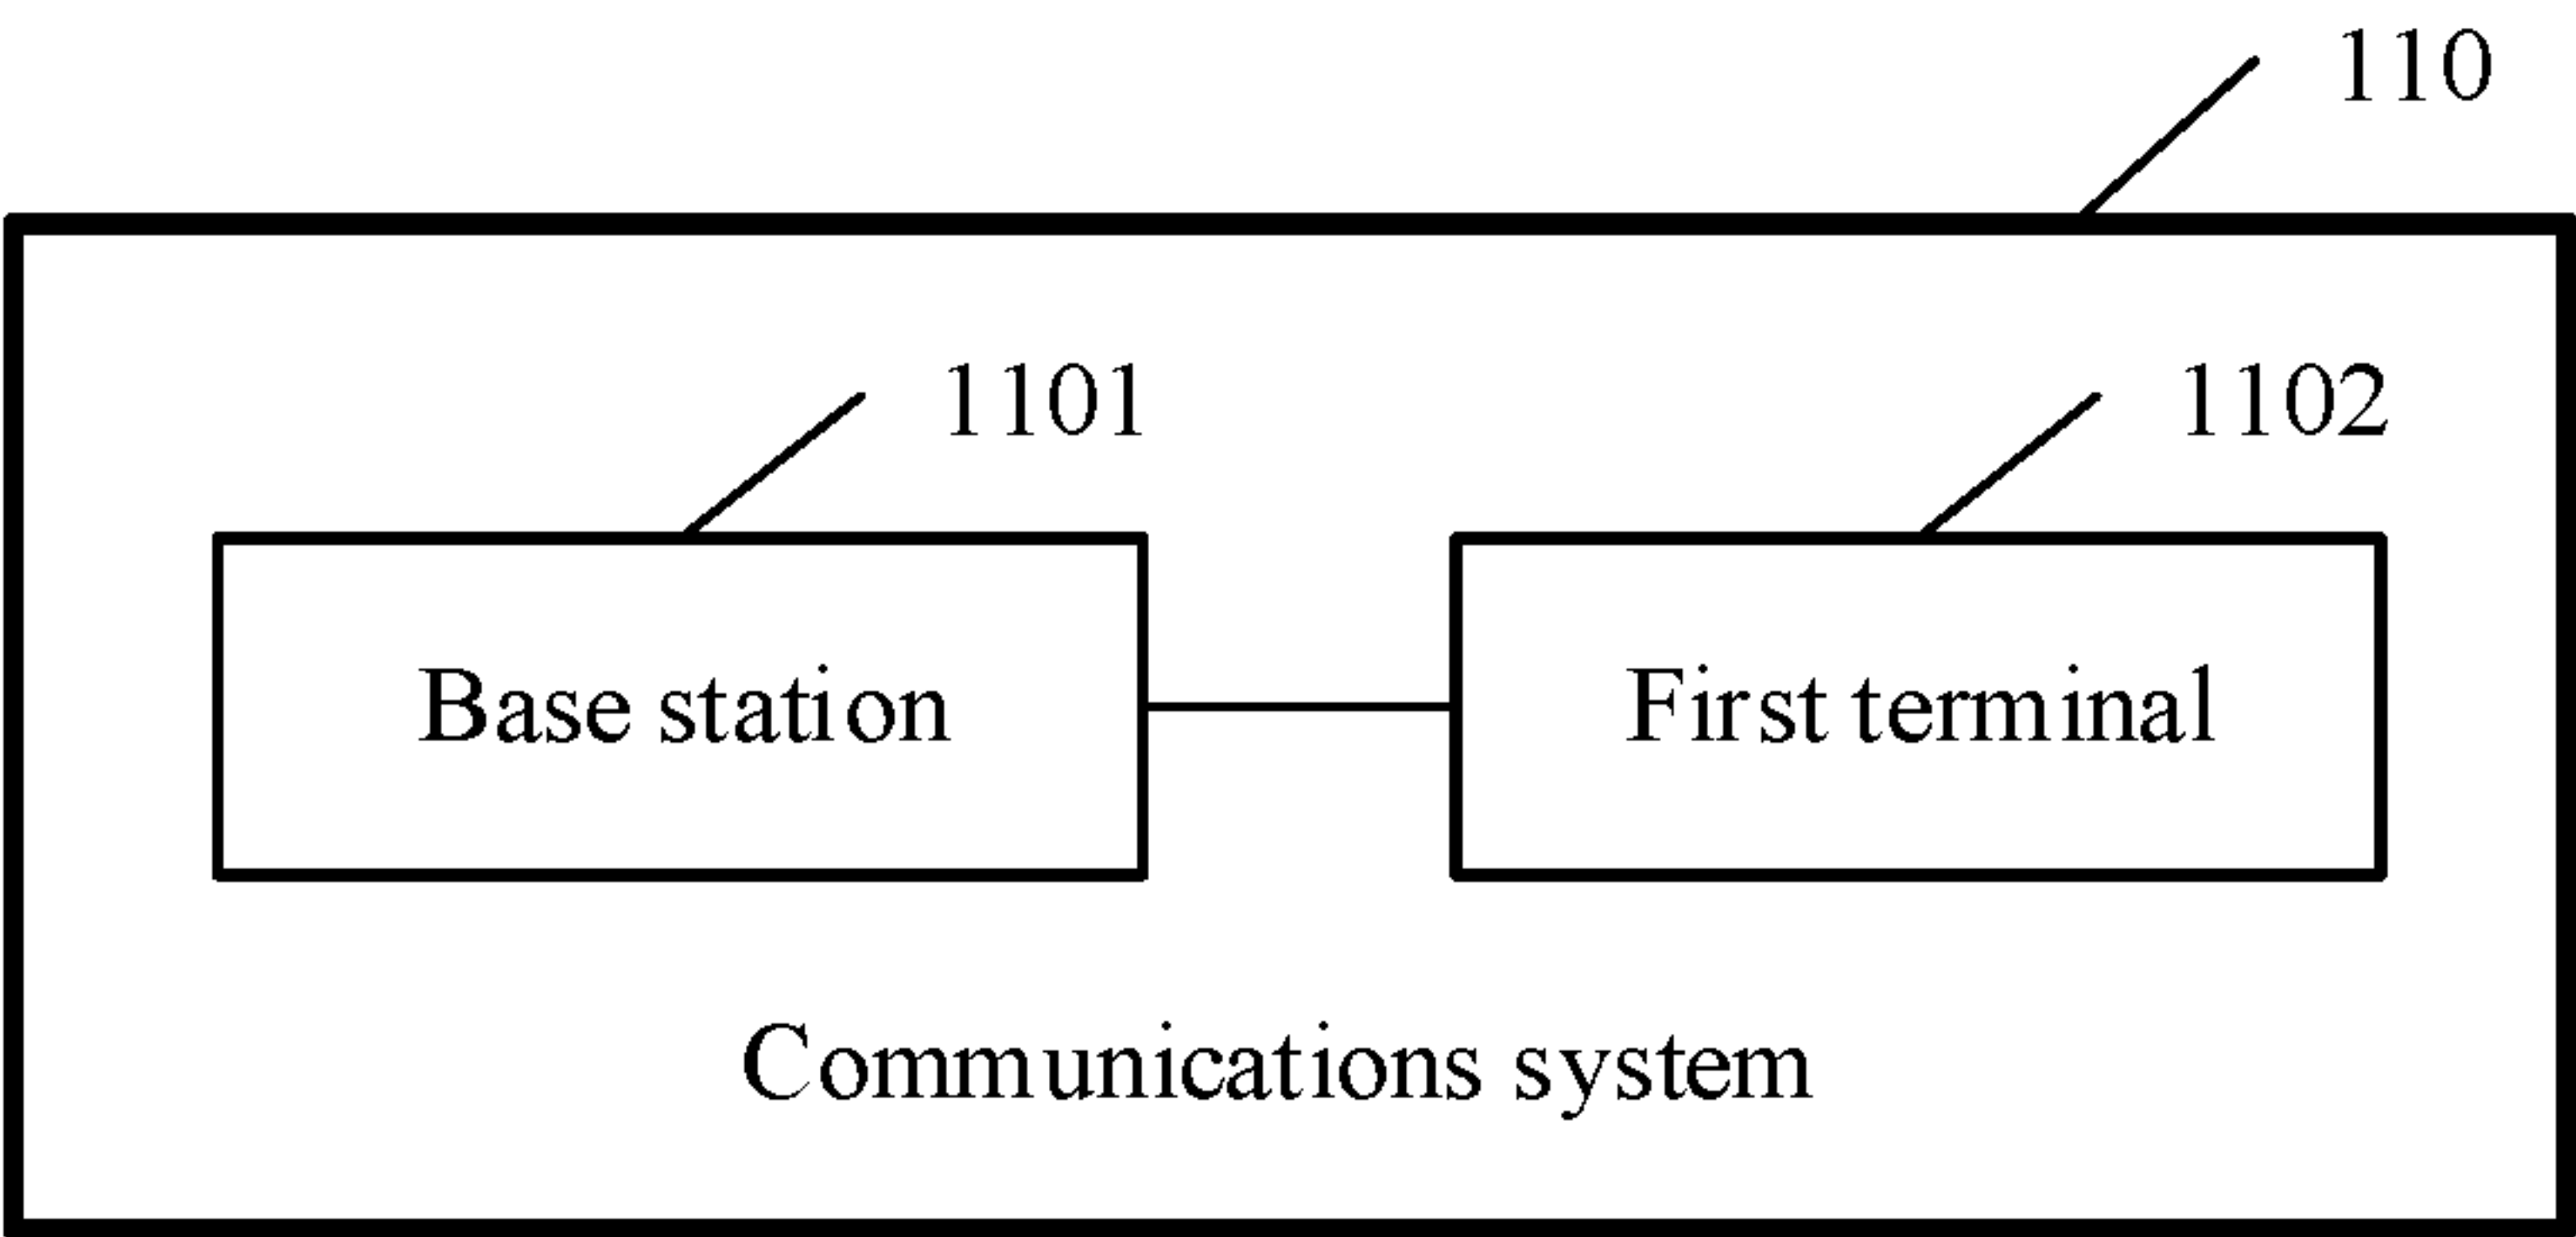 110
1101
1102
Base station
First terminal
Communications system